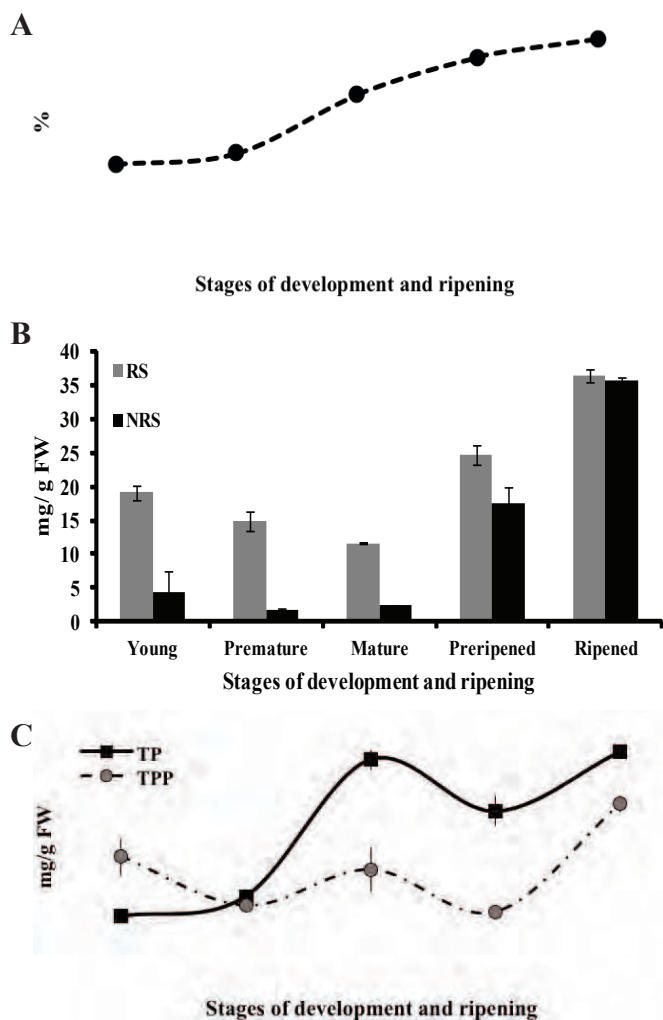 A
%
Stages of development and ripening
B
40
35
30
25
20
15
10
5
0
mg/ g FW
RS
NRS
Young Premature Mature Preripened Ripened
Stages of development and ripening
C
TP
TPP
mg/g FW
Stages of development and ripening